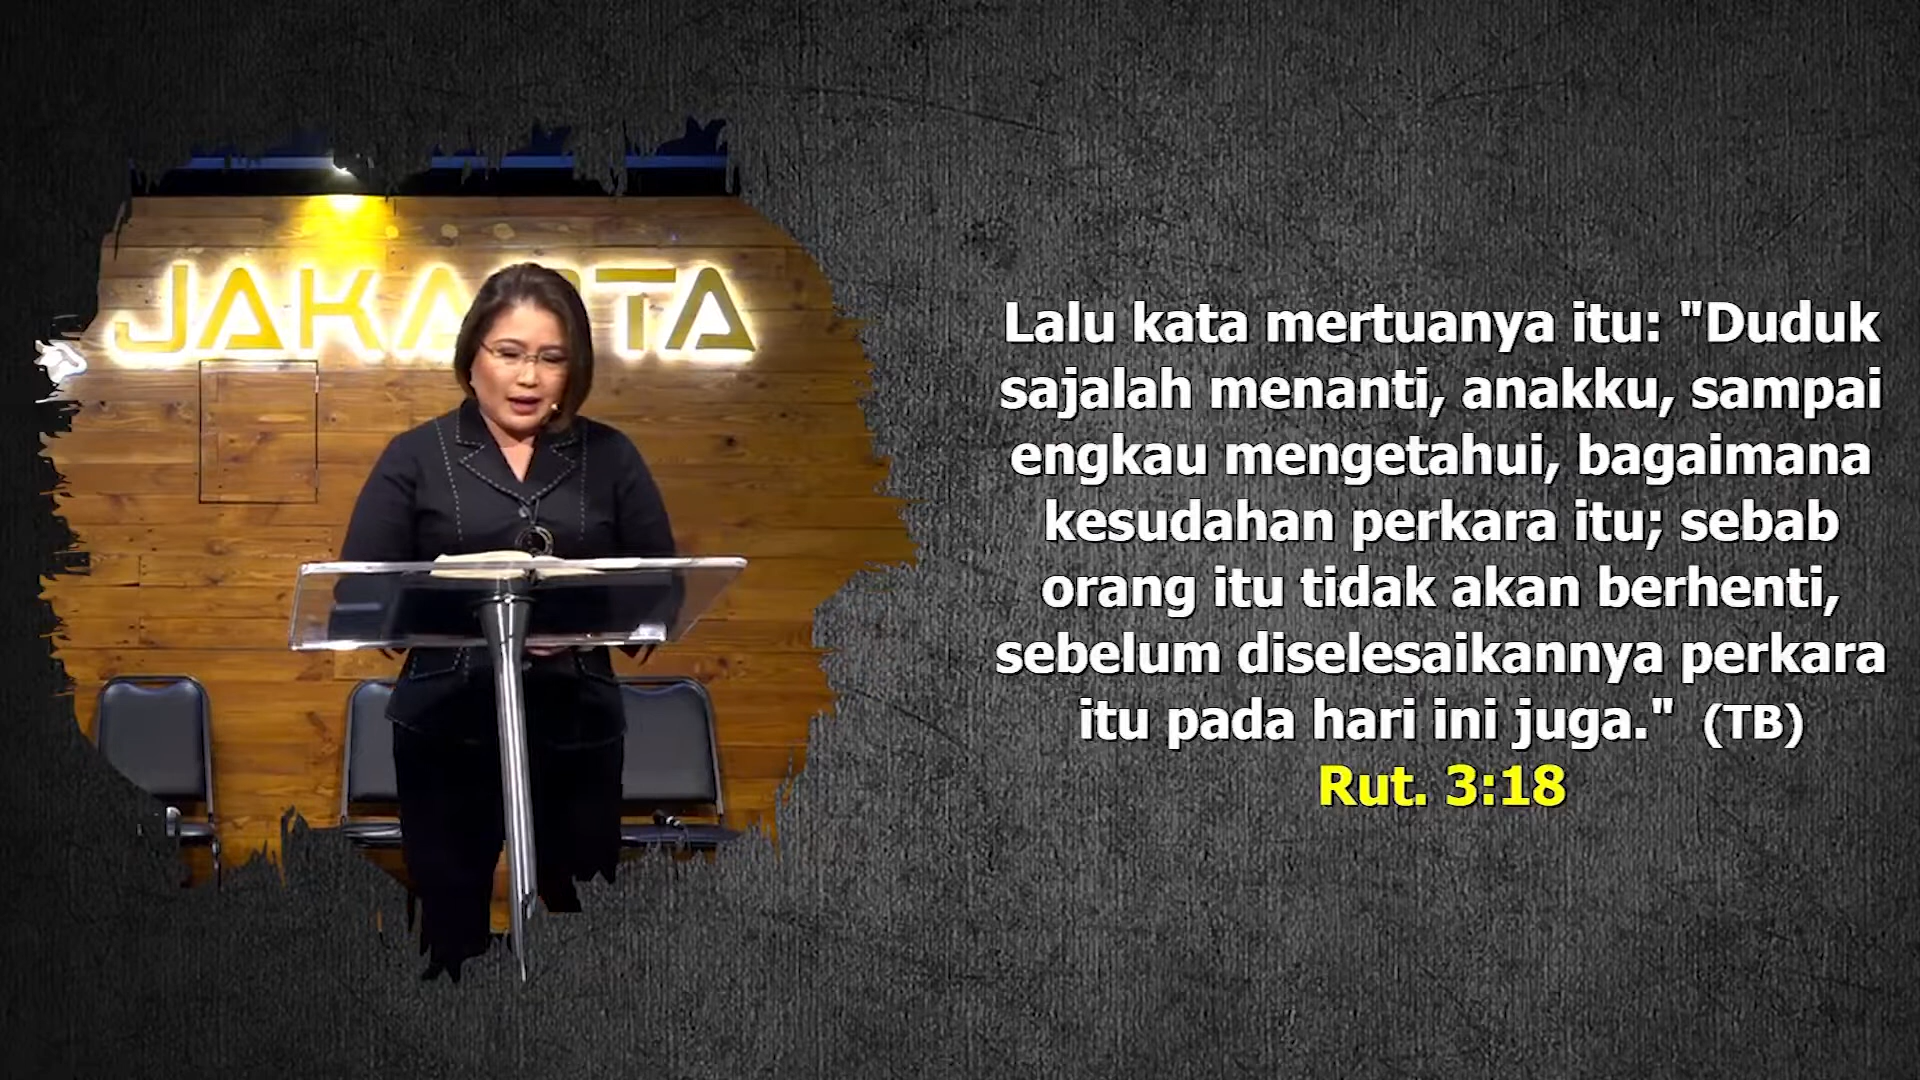 JAKARTA
Lalu kata mertuanya itu: "Duduk
sajalah menanti, anakku, sampai
engkau mengetahui, bagaimana
kesudahan perkara itu; sebab
orang itu tidak akan berhenti,
sebelum diselesaikannya perkara
itu pada hari ini juga." (TB)
Rut. 3:18